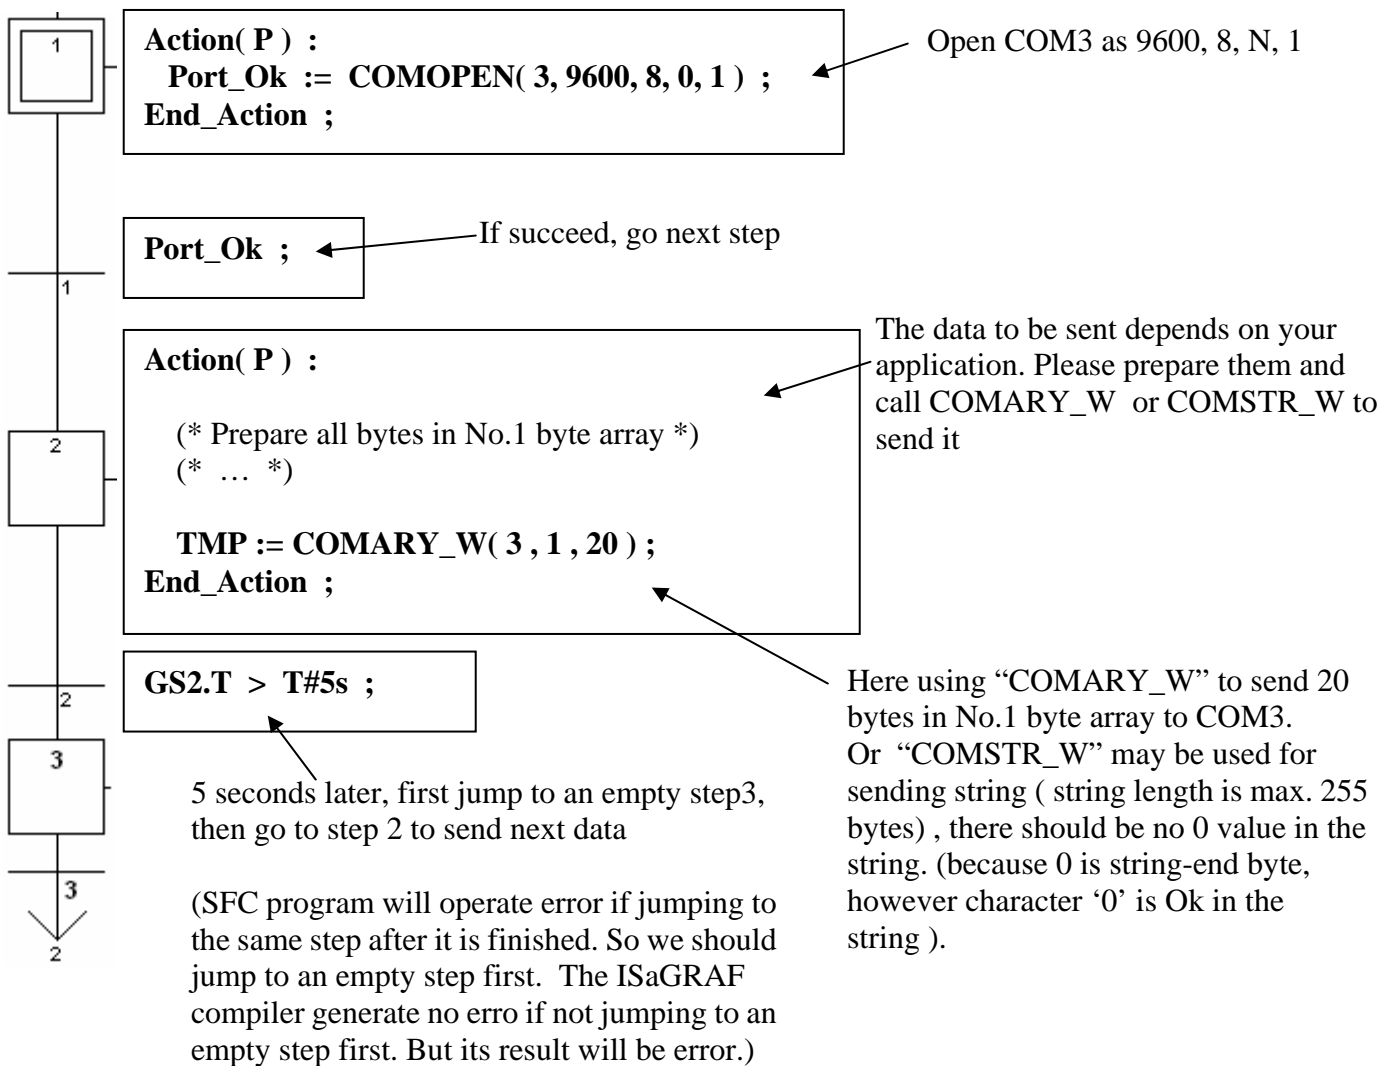 1
Action( P ) :
Port_Ok := COMOPEN( 3, 9600, 8, 0, 1 ) ;
End_Action ;
Open COM3 as 9600, 8, N, 1
Port_Ok ;
If succeed, go next step
1
Action( P ) :
(* Prepare all bytes in No.1 byte array *)
(* … *)
TMP := COMARY_W( 3 , 1 , 20 ) ;
End_Action ;
The data to be sent depends on your
application. Please prepare them and
call COMARY_W or COMSTR_W to
send it
2
GS2.T > T#5s ;
2
3
5 seconds later, first jump to an empty step3,
then go to step 2 to send next data
(SFC program will operate error if jumping to
the same step after it is finished. So we should
jump to an empty step first. The ISaGRAF
compiler generate no erro if not jumping to an
empty step first. But its result will be error.)
Here using “COMARY_W” to send 20
bytes in No.1 byte array to COM3.
Or “COMSTR_W” may be used for
sending string ( string length is max. 255
bytes) , there should be no 0 value in the
string. (because 0 is string-end byte,
however character ‘0’ is Ok in the
string ).
3
2